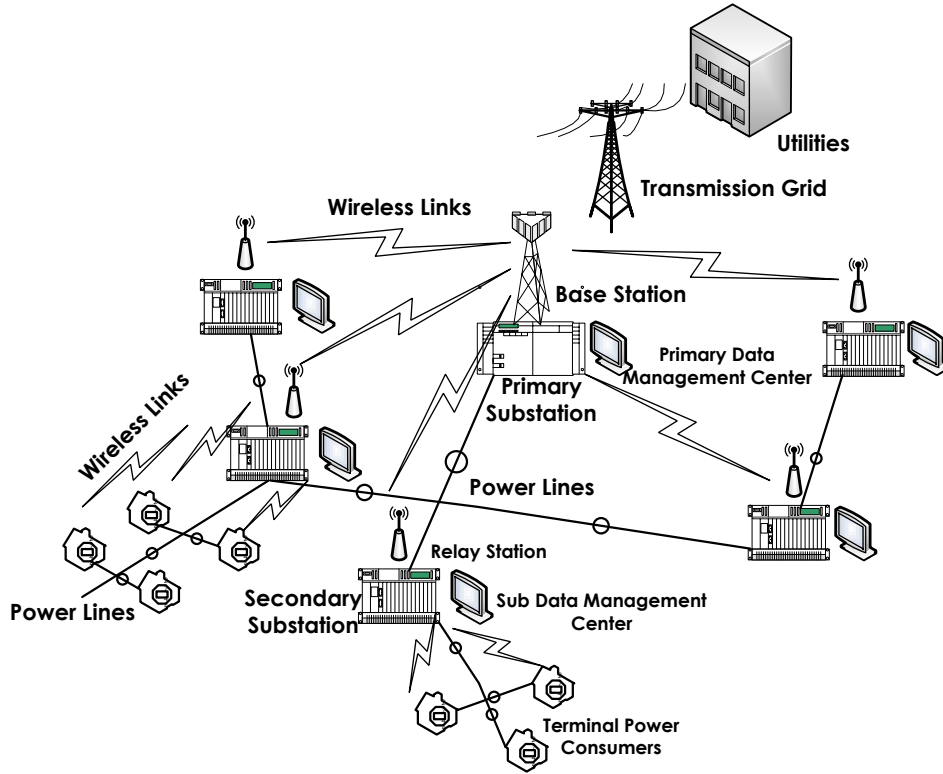 Utilities
Transmission Grid
Wireless Links
Base Station
Primary Data
Management Center
Primary
Substation
Wireless Links
Power Lines
Relay Station
Secondary
Substation
Sub Data Management
Center
Power Lines
Terminal Power
Consumers